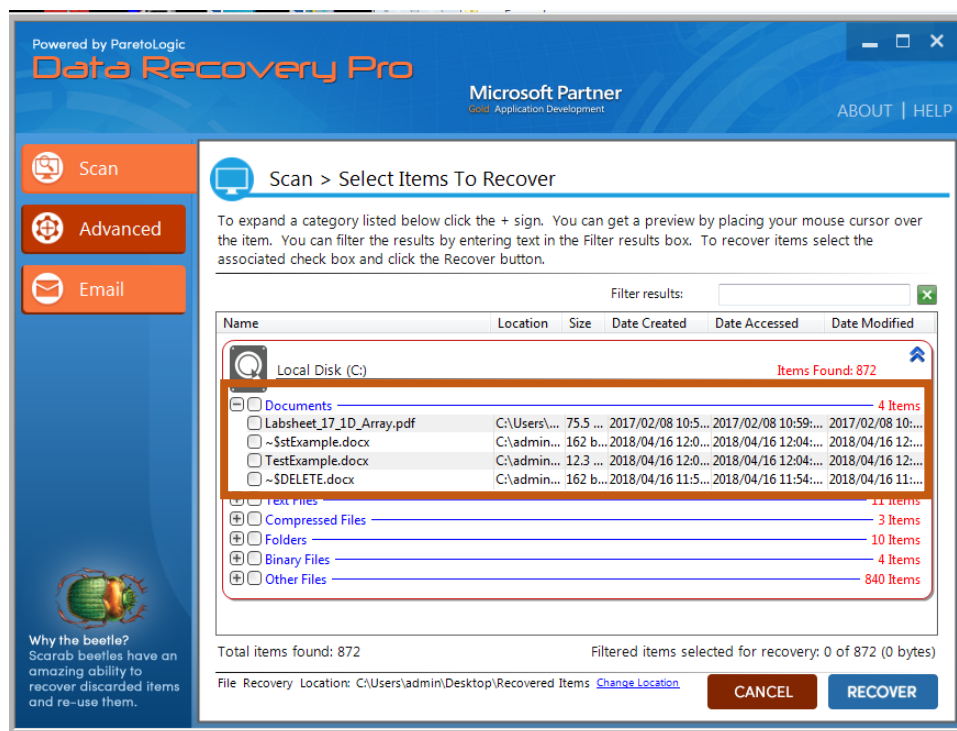 Powered by ParetoLogic
Data Recovery Pro
Microsoft Partner
Gold Application Development
ABOUT | HELP
Scan
Advanced
Email
Scan > Select Items To Recover
To expand a category listed below click the + sign. You can get a preview by placing your mouse cursor over
the item. You can filter the results by entering text in the Filter results box. To recover items select the
associated check box and click the Recover button.
Filter results:
Name Location Size Date Created Date Accessed Date Modified
Local Disk (C:) Items Found: 872
Documents 4 Items
Labsheet_17_1D_Array.pdf C:\Users\... 75.5 ... 2017/02/08 10:5... 2017/02/08 10:59:... 2017/02/08 10:...
~$stExample.docx C:\admin... 162 b... 2018/04/16 12:0... 2018/04/16 12:04:... 2018/04/16 12:...
TestExample.docx C:\admin... 12.3 ... 2018/04/16 12:0... 2018/04/16 12:04:... 2018/04/16 12:...
~$DELETE.docx C:\admin... 162 b... 2018/04/16 11:5... 2018/04/16 11:54:... 2018/04/16 11:...
Text Files 11 Items
Compressed Files 3 Items
Folders 10 Items
Binary Files 4 Items
Other Files 840 Items
Total items found: 872
Filtered items selected for recovery: 0 of 872 (0 bytes)
File Recovery Location: C:\Users\admin\Desktop\Recovered Items Change Location
CANCEL
RECOVER
Why the beetle?
Scarab beetles have an
amazing ability to
recover discarded items
and re-use them.